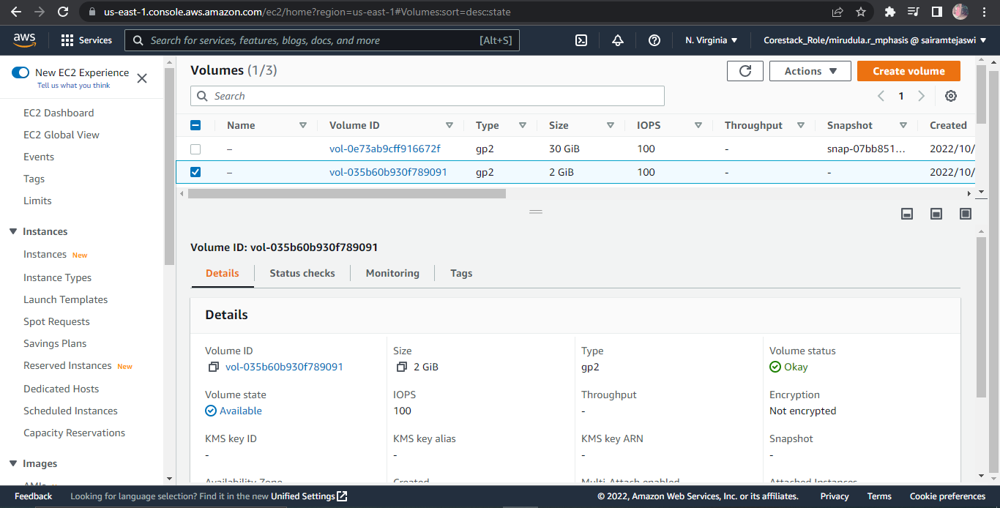 us-east-1.console.aws.amazon.com/ec2/home?region=us-east-1#Volumes:sort=desc:state
aws
Services
Search for services, features, blogs, docs, and more
[Alt+S]
N. Virginia
Corestack_Role/mirudula.r_mphasis @ sairamtejaswi
New EC2 Experience
Tell us what you think
EC2 Dashboard
EC2 Global View
Events
Tags
Limits
Instances
Instances New
Instance Types
Launch Templates
Spot Requests
Savings Plans
Reserved Instances New
Dedicated Hosts
Scheduled Instances
Capacity Reservations
Images
Volumes (1/3)
Actions
Create volume
Search
1
Name Volume ID Type Size IOPS Throughput Snapshot Created
– vol-0e73ab9cff916672f gp2 30 GiB 100 - snap-07bb851... 2022/10/
– vol-035b60b930f789091 gp2 2 GiB 100 - - 2022/10/
Volume ID: vol-035b60b930f789091
Details Status checks Monitoring Tags
Details
Volume ID
vol-035b60b930f789091
Size
2 GiB
Type
gp2
Volume status
Okay
Volume state
Available
IOPS
100
Throughput
-
Encryption
Not encrypted
KMS key ID
-
KMS key alias
-
KMS key ARN
-
Snapshot
-
Availability Zone
Created
Multi-Attach enabled
Attached Instances
Feedback
Looking for language selection? Find it in the new Unified Settings
© 2022, Amazon Web Services, Inc. or its affiliates.
Privacy
Terms
Cookie preferences